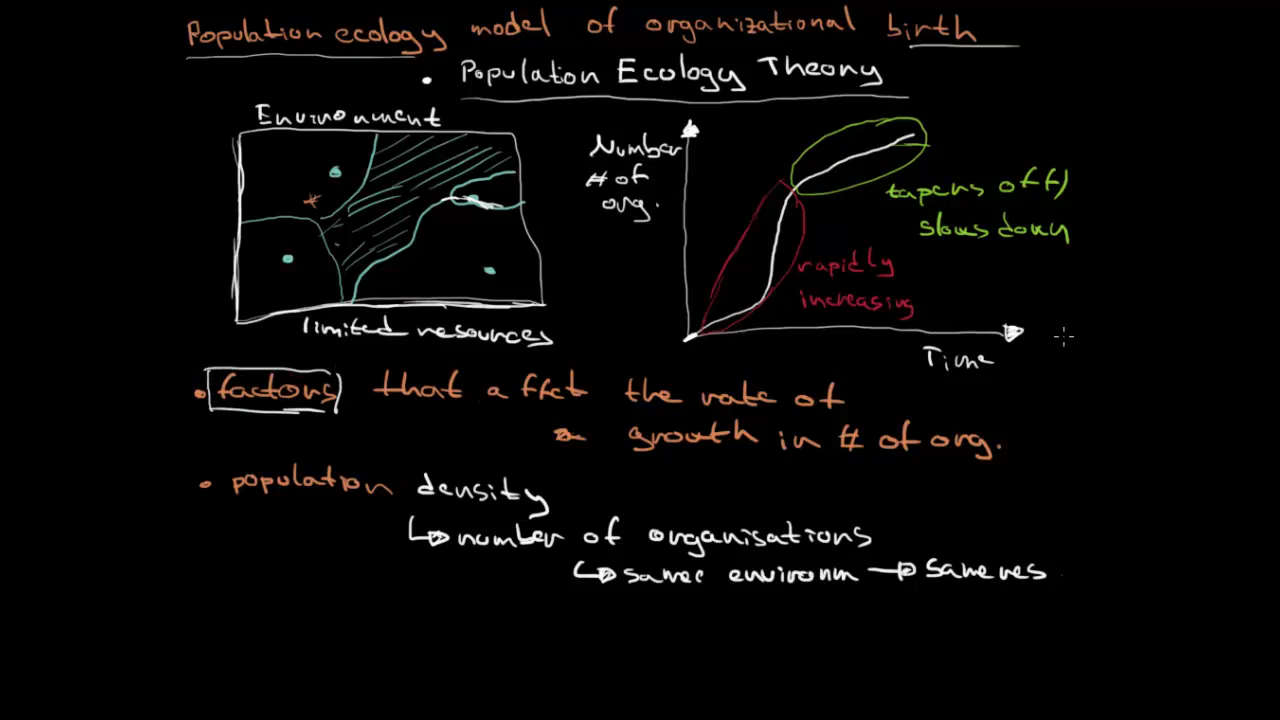 Population ecology model of organizational birth
• Population Ecology Theory
Environment
limited resources
Number
# of
org.
tapers off/
slows down
rapidly
increasing
Time
• factors that affct the rate of
growth in # of org.
• population density
number of organisations
same environm → same res